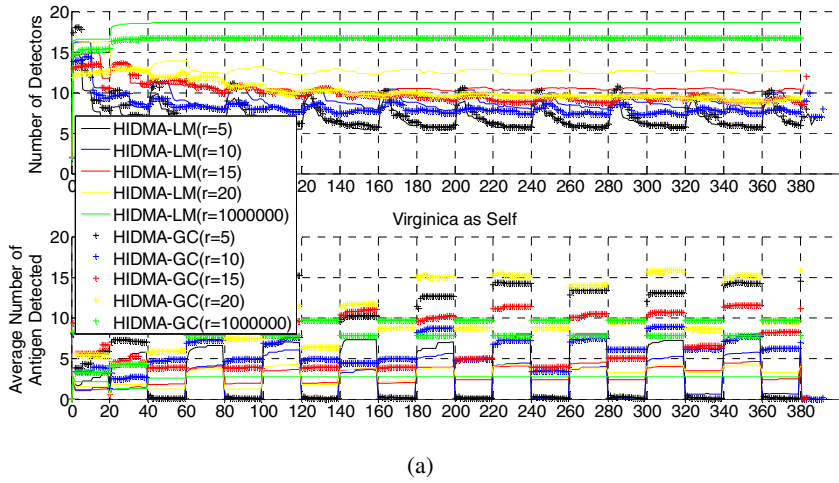 20
15
10
5
0
Number of Detectors
120 140 160 180 200 220 240 260 280 300 320 340 360 380
HIDMA-LM(r=5)
HIDMA-LM(r=10)
HIDMA-LM(r=15)
HIDMA-LM(r=20)
HIDMA-LM(r=1000000)
HIDMA-GC(r=5)
HIDMA-GC(r=10)
HIDMA-GC(r=15)
HIDMA-GC(r=20)
HIDMA-GC(r=1000000)
Virginica as Self
20
15
10
5
0
Average Number of
Antigen Detected
0 20 40 60 80 100 120 140 160 180 200 220 240 260 280 300 320 340 360 380
(a)